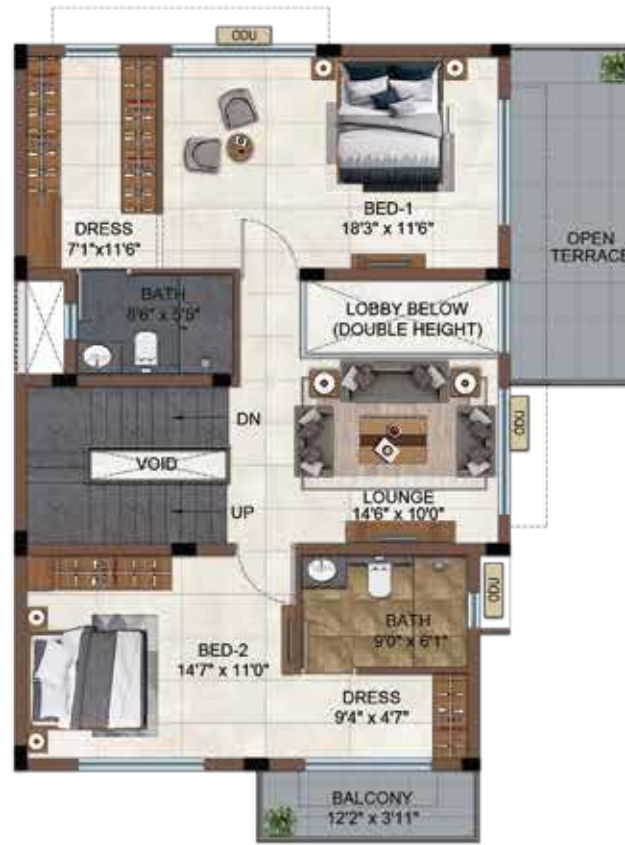 ODU
DRESS
7'1"x11'6"
BED-1
18'3" x 11'6"
OPEN
TERRACE
BATH
8'6" x 5'5"
LOBBY BELOW
(DOUBLE HEIGHT)
DN
VOID
UP
ODU
LOUNGE
14'6" x 10'0"
ODU
BATH
9'0" x 6'1"
BED-2
14'7" x 11'0"
DRESS
9'4" x 4'7"
BALCONY
12'2" x 3'11"